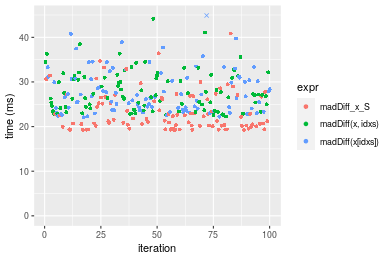 time (ms)
40
30
20
10
0
0
25
50
75
100
iteration
expr
madDiff_x_S
madDiff(x, idxs)
madDiff(x[idxs])